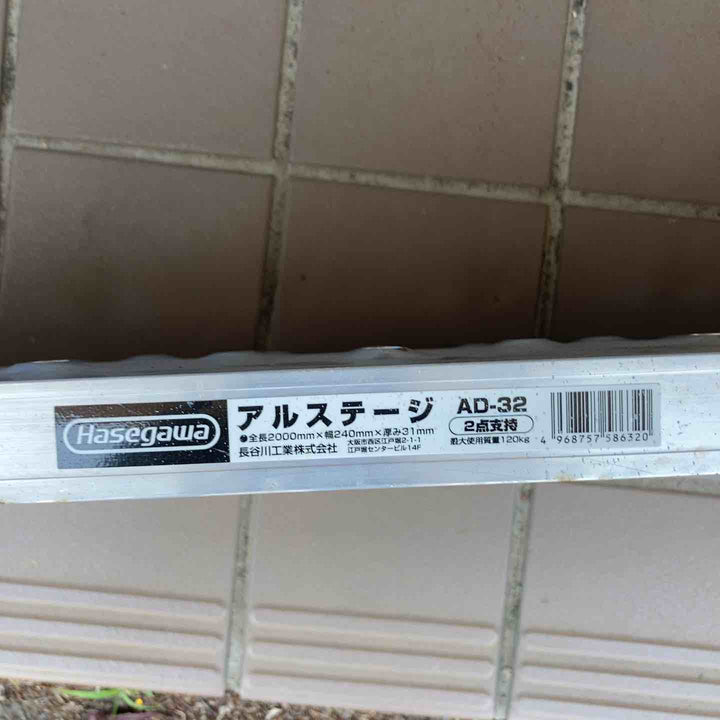 Hasegawa
アルステージ
AD-32
2点支持
●全長2000mm×幅240mm×厚み31mm
最大使用質量120kg
長谷川工業株式会社
大阪市西区江戸堀2-1-1
江戸堀センタービル14F
4 968757 586320